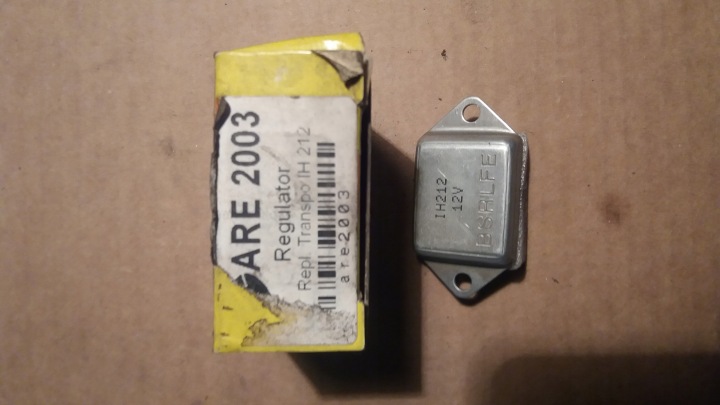 ARE 2003
Regulator
Repl. Transpo IH 212
are2003
IH212
12V